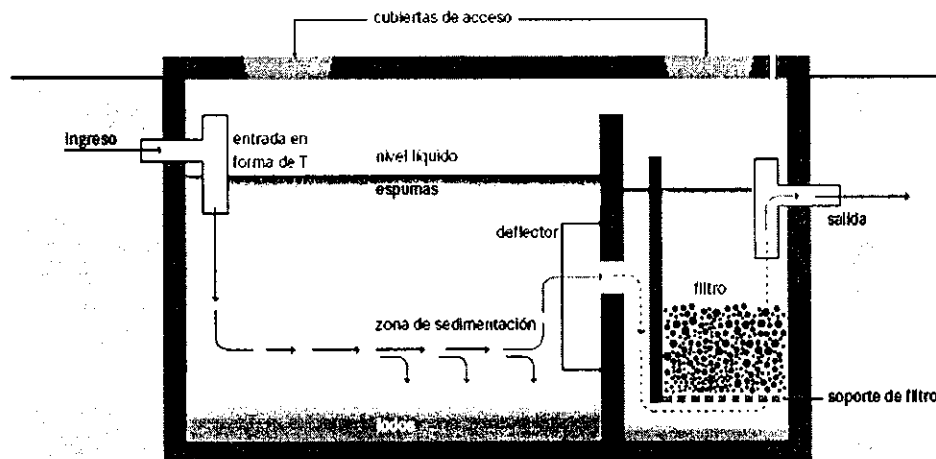 cubiertas de acceso
Ingreso
entrada en
forma de T
nivel líquido
espumas
deflector
salida
filtro
zona de sedimentación
soporte de filtro
lodos